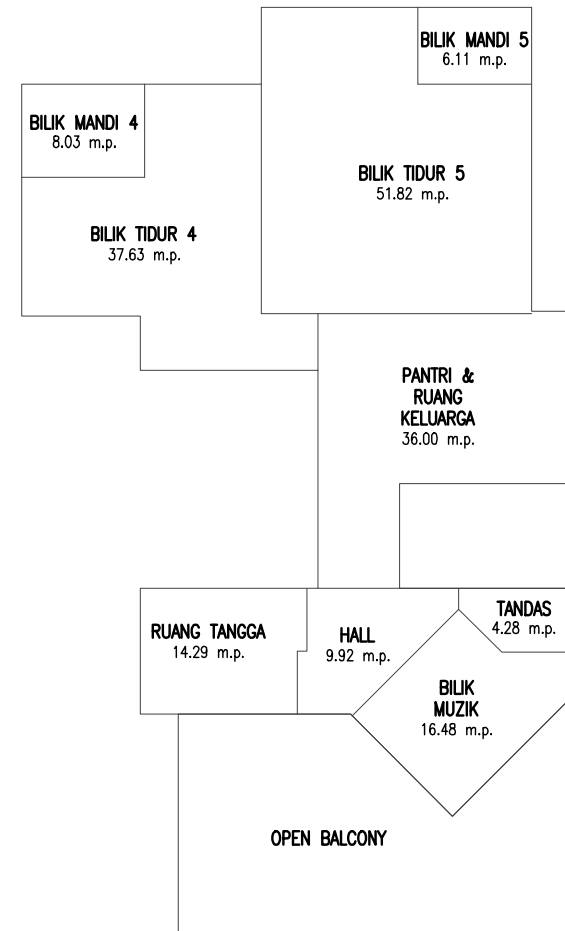 BILIK MANDI 5
6.11 m.p.
BILIK MANDI 4
8.03 m.p.
BILIK TIDUR 5
51.82 m.p.
BILIK TIDUR 4
37.63 m.p.
PANTRI &
RUANG
KELUARGA
36.00 m.p.
TANDAS
4.28 m.p.
RUANG TANGGA
14.29 m.p.
HALL
9.92 m.p.
BILIK
MUZIK
16.48 m.p.
OPEN BALCONY